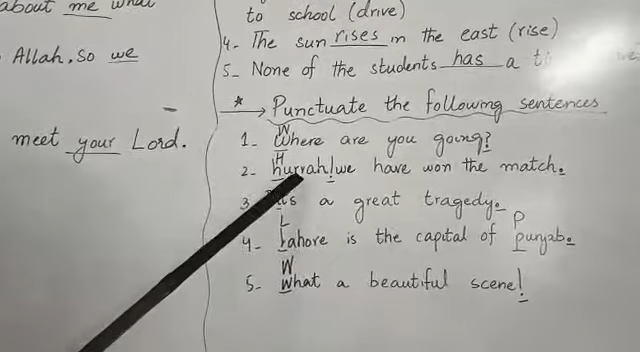 about me what
Allah, So we
meet your Lord.
to school (drive)
4- The sun rises in the east (rise)
5- None of the students has a
* Punctuate the following sentences
W
1- Where are you going?
H
2- hurrah! we have won the match.
3 is a great tragedy.
L P
4- Lahore is the capital of punjab.
W
5- what a beautiful scene!